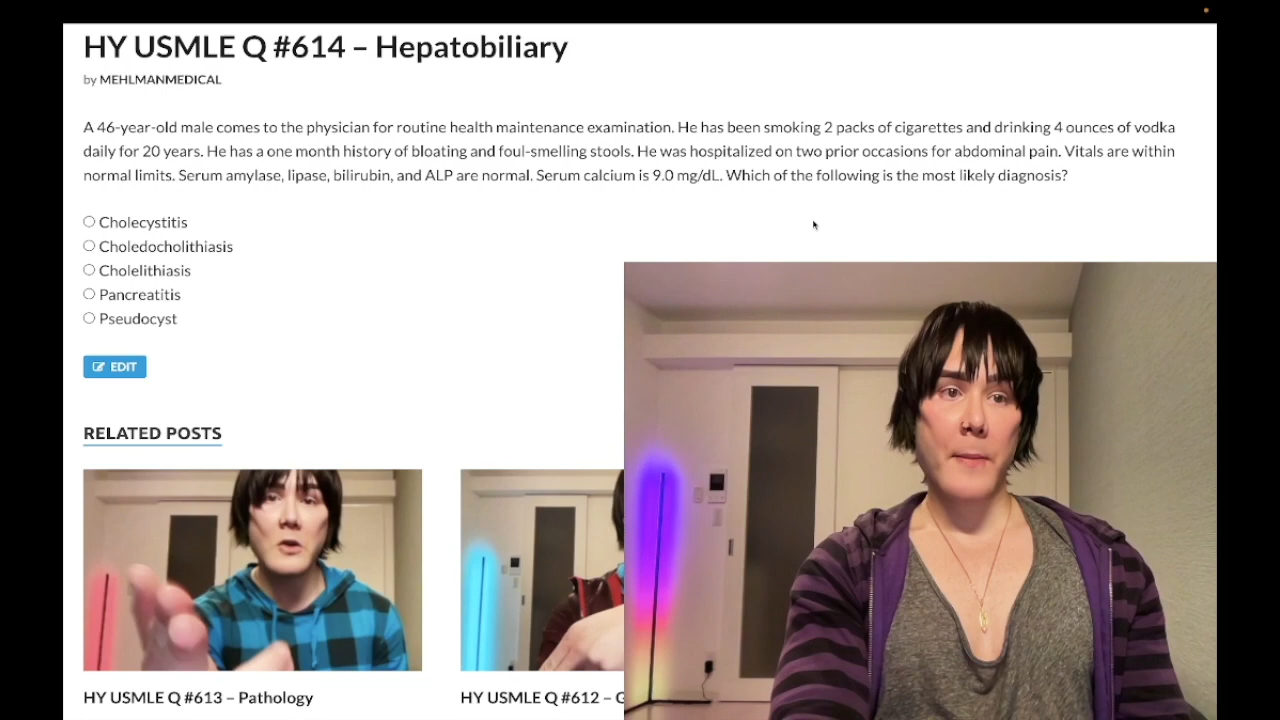 HY USMLE Q #614 – Hepatobiliary
by MEHLMANMEDICAL
A 46-year-old male comes to the physician for routine health maintenance examination. He has been smoking 2 packs of cigarettes and drinking 4 ounces of vodka
daily for 20 years. He has a one month history of bloating and foul-smelling stools. He was hospitalized on two prior occasions for abdominal pain. Vitals are within
normal limits. Serum amylase, lipase, bilirubin, and ALP are normal. Serum calcium is 9.0 mg/dL. Which of the following is the most likely diagnosis?
Cholecystitis
Choledocholithiasis
Cholelithiasis
Pancreatitis
Pseudocyst
EDIT
RELATED POSTS
HY USMLE Q #613 – Pathology
HY USMLE Q #612 – G